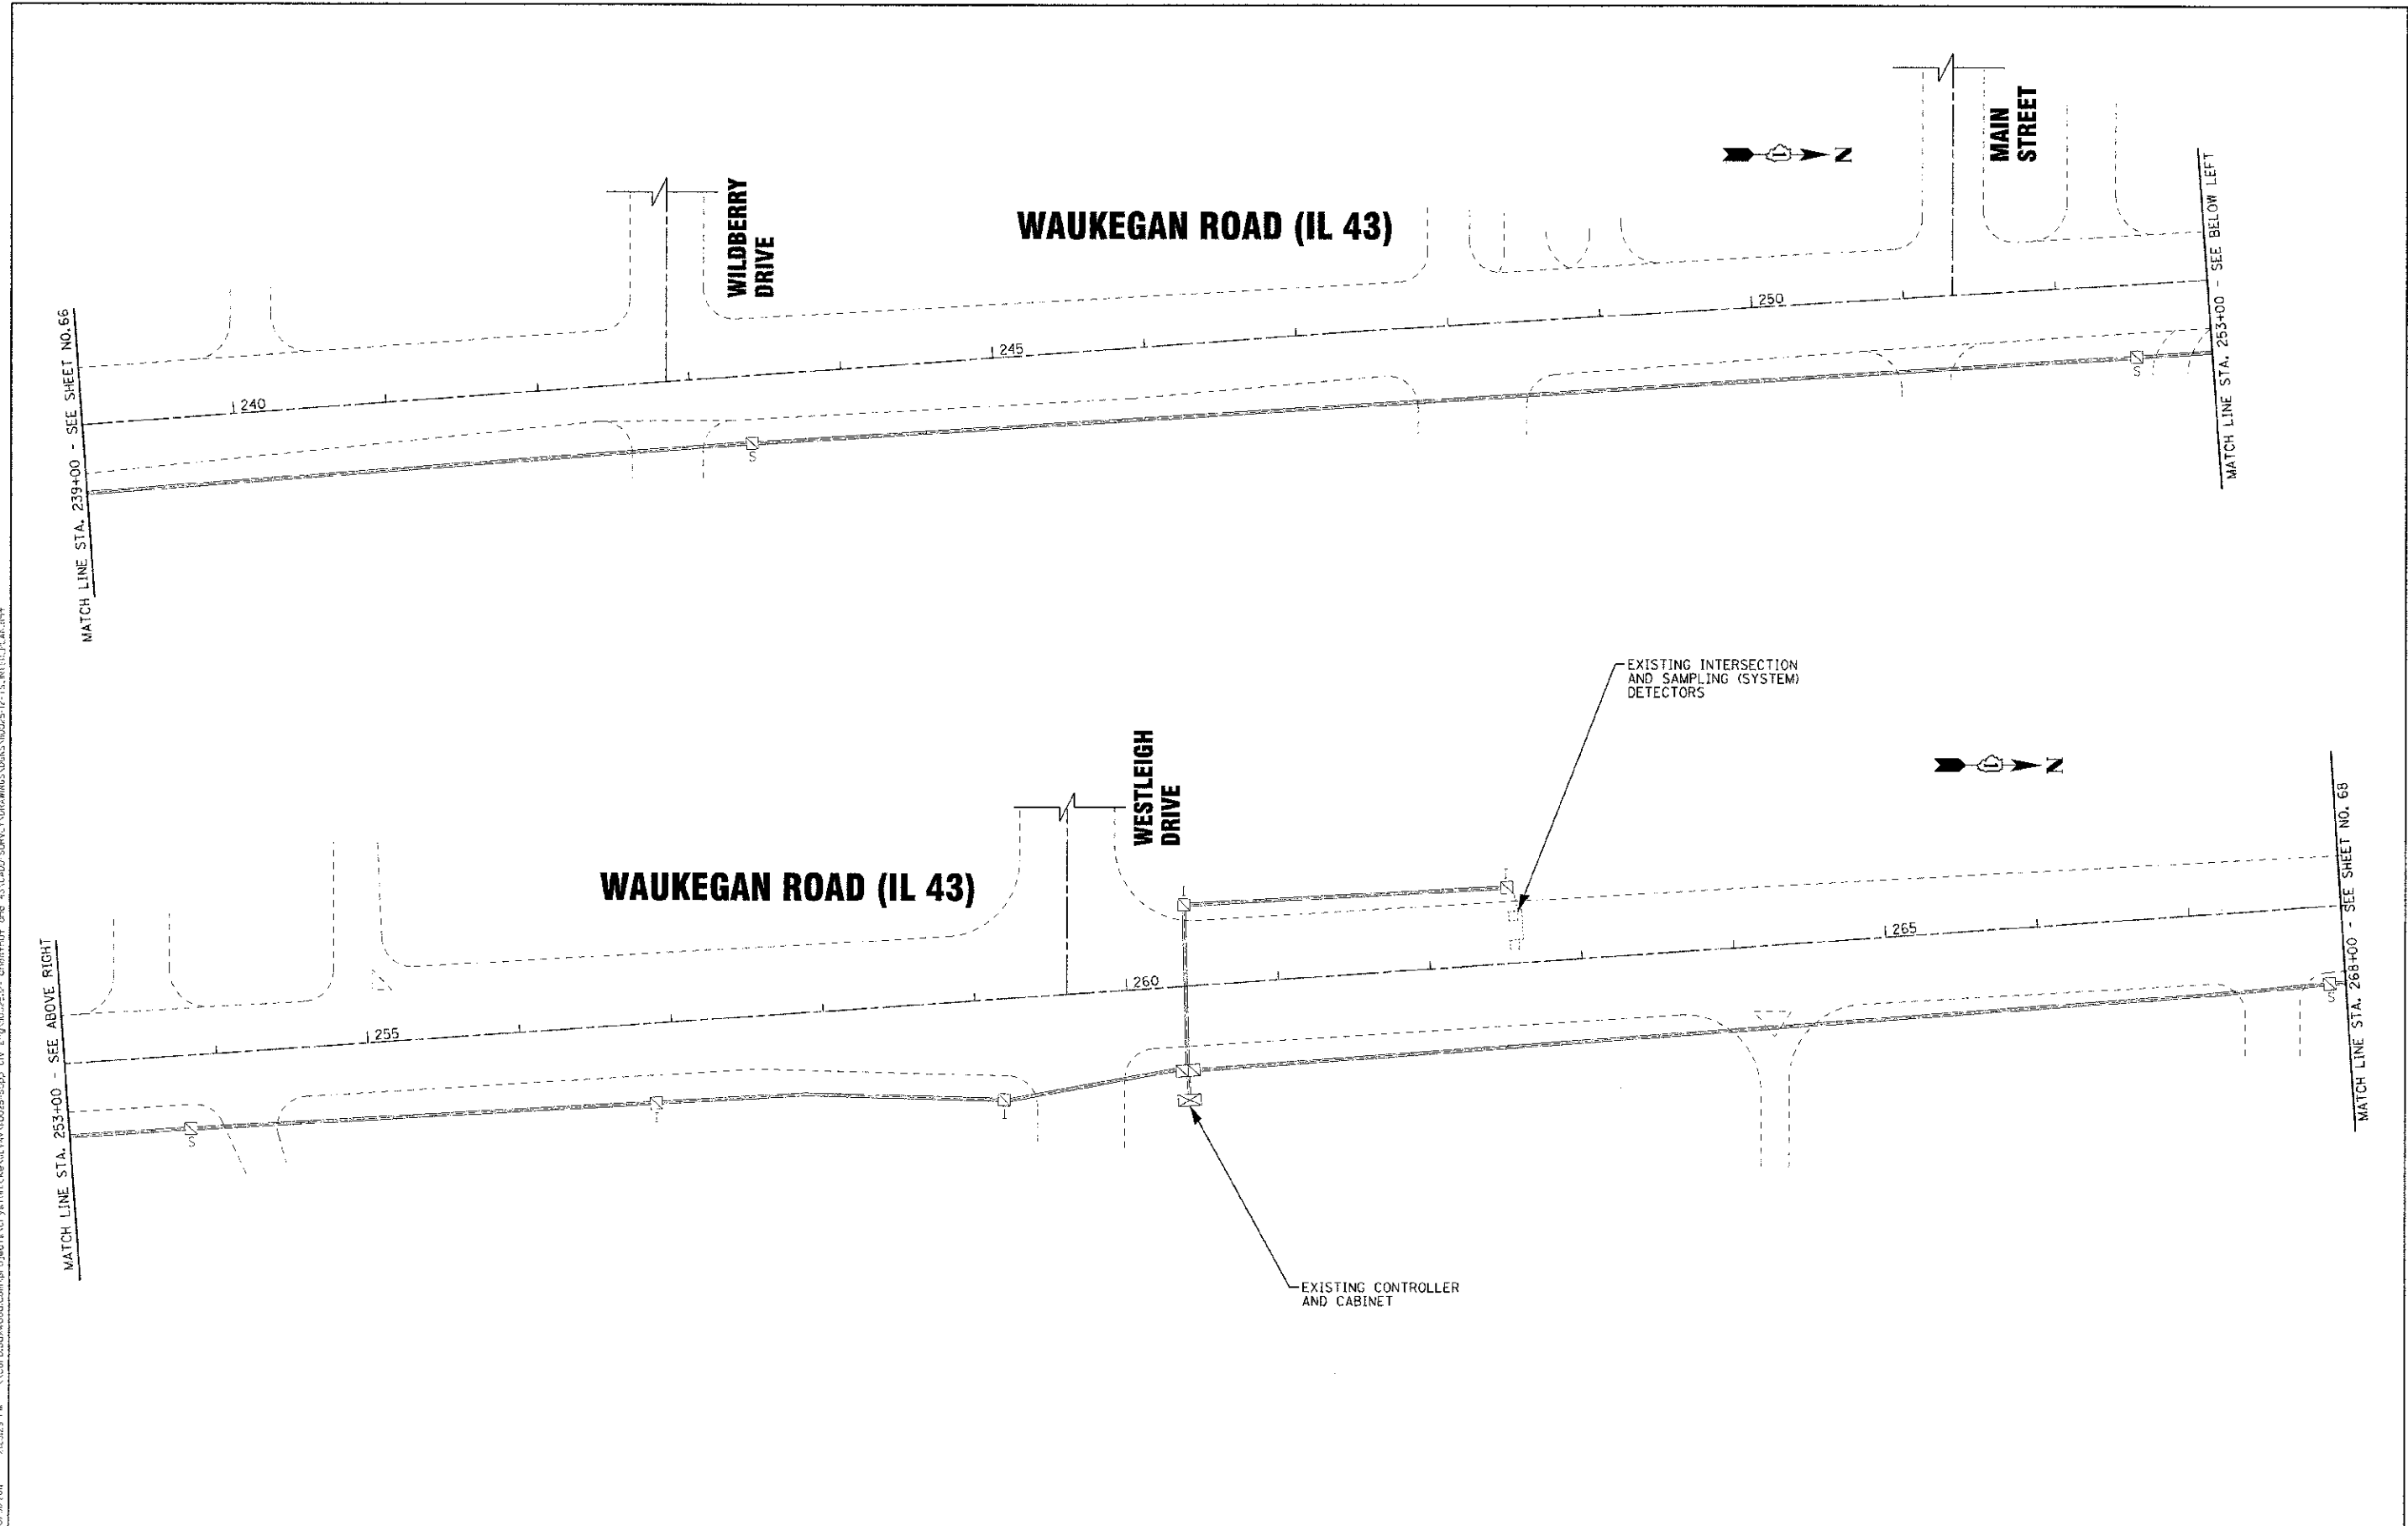 MAIN
STREET
N
WILDBERRY
DRIVE
WAUKEGAN ROAD (IL 43)
MATCH LINE STA. 239+00 - SEE SHEET NO.66
240
245
250
S
S
MATCH LINE STA. 253+00 - SEE BELOW LEFT
EXISTING INTERSECTION
AND SAMPLING (SYSTEM)
DETECTORS
WESTLEIGH
DRIVE
N
WAUKEGAN ROAD (IL 43)
MATCH LINE STA. 253+00 - SEE ABOVE RIGHT
255
260
265
S
S
MATCH LINE STA. 268+00 - SEE SHEET NO. 68
EXISTING CONTROLLER
AND CABINET